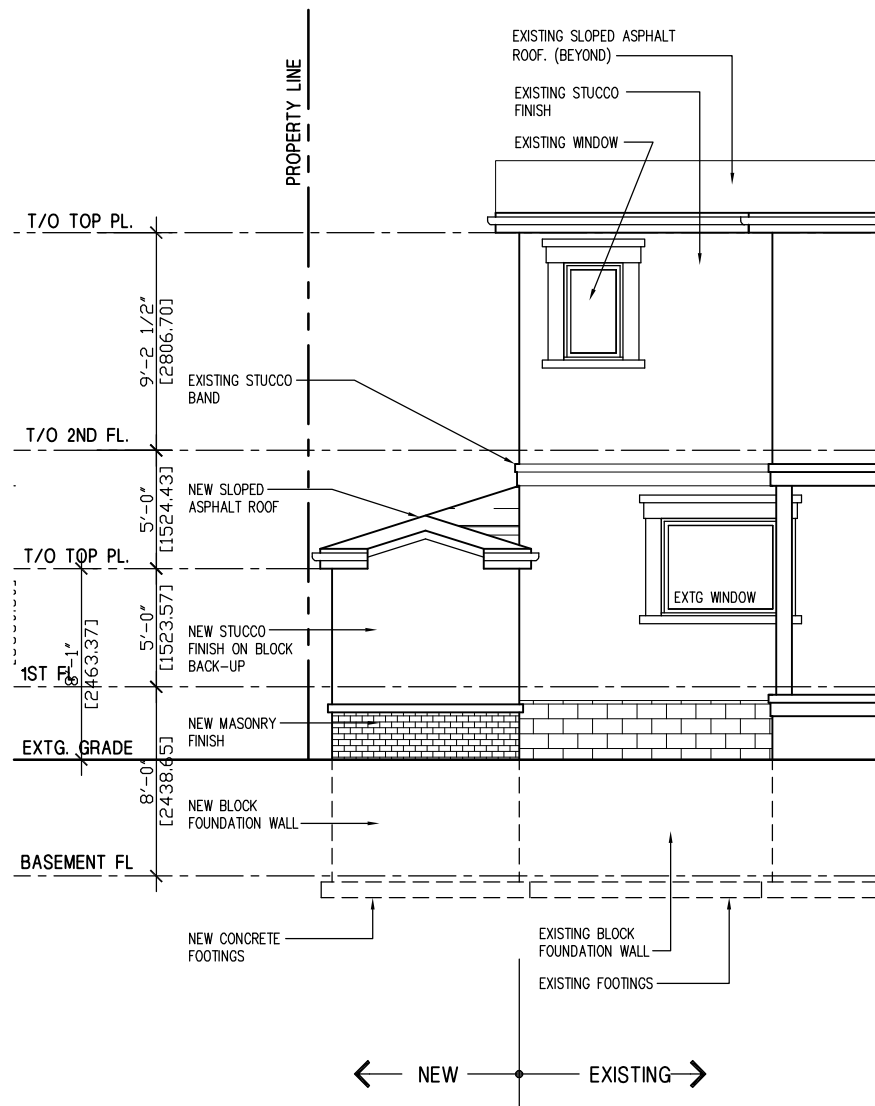 EXISTING SLOPED ASPHALT
ROOF. (BEYOND)
EXISTING STUCCO
FINISH
EXISTING WINDOW
PROPERTY LINE
T/O TOP PL.
9'-2 1/2"
[2806.70]
EXISTING STUCCO
BAND
T/O 2ND FL.
NEW SLOPED
ASPHALT ROOF
5'-0"
[1524.43]
T/O TOP PL.
EXTG WINDOW
5'-0"
[1523.57]
8'-1"
[2463.37]
NEW STUCCO
FINISH ON BLOCK
BACK-UP
1ST FL
NEW MASONRY
FINISH
EXTG. GRADE
8'-0"
[2438.65]
NEW BLOCK
FOUNDATION WALL
BASEMENT FL
NEW CONCRETE
FOOTINGS
EXISTING BLOCK
FOUNDATION WALL
EXISTING FOOTINGS
NEW
EXISTING